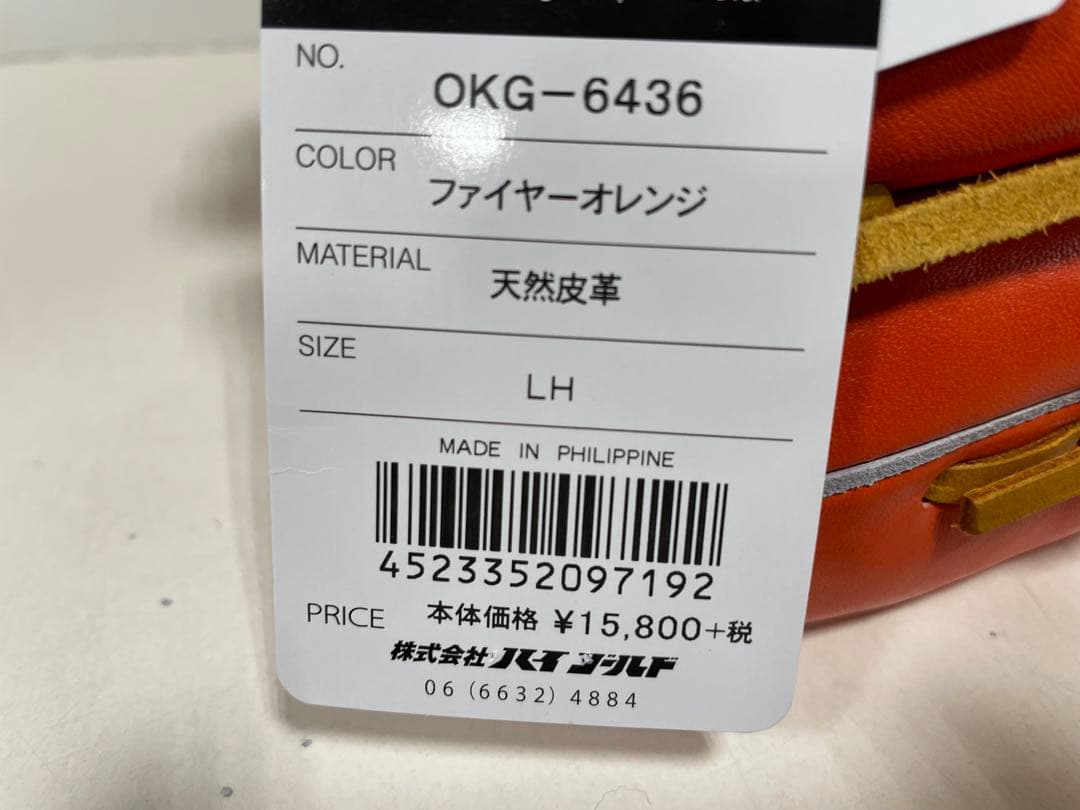 NO.
OKG-6436
COLOR
ファイヤーオレンジ
MATERIAL
天然皮革
SIZE
LH
MADE IN PHILIPPINE
4523352097192
PRICE 本体価格 ¥15,800+税
株式会社ハイゴールド
06(6632)4884